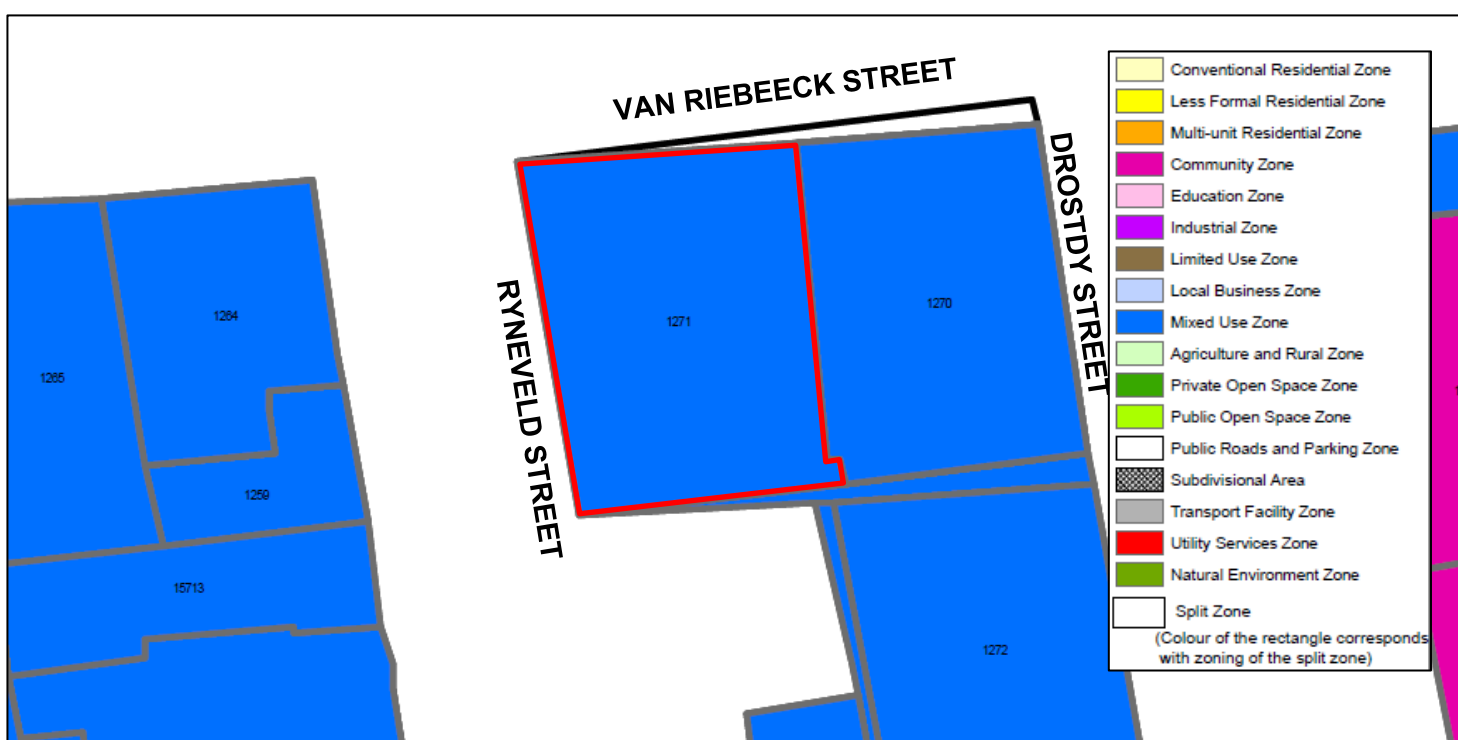 VAN RIEBEECK STREET
DROSTDY STREET
RYNEVELD STREET
1264
1265
1271
1270
1259
15713
1272
Conventional Residential Zone
Less Formal Residential Zone
Multi-unit Residential Zone
Community Zone
Education Zone
Industrial Zone
Limited Use Zone
Local Business Zone
Mixed Use Zone
Agriculture and Rural Zone
Private Open Space Zone
Public Open Space Zone
Public Roads and Parking Zone
Subdivisional Area
Transport Facility Zone
Utility Services Zone
Natural Environment Zone
Split Zone
(Colour of the rectangle corresponds
with zoning of the split zone)